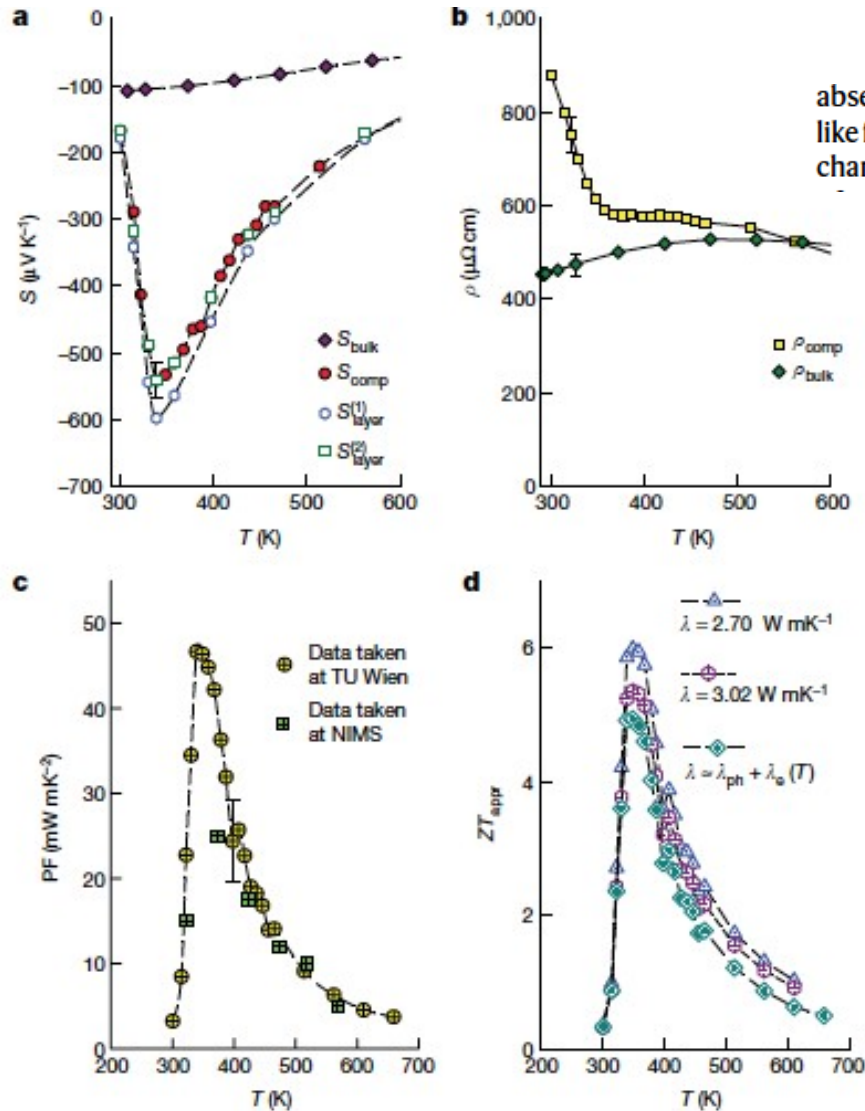 a
0
−100
−200
−300
−400
−500
−600
−700
S (μV K⁻¹)
S_bulk
S_comp
S_layer^(1)
S_layer^(2)
300 400 500 600
T (K)
b
1,000
800
600
400
200
0
ρ (μΩ cm)
ρ_comp
ρ_bulk
300 400 500 600
T (K)
abse
like
chan
c
50
40
30
20
10
0
PF (mW mK⁻²)
Data taken
at TU Wien
Data taken
at NIMS
200 300 400 500 600 700
T (K)
d
6
4
2
0
ZT_appr
λ = 2.70 W mK⁻¹
λ = 3.02 W mK⁻¹
λ ≃ λ_ph + λ_e (T)
200 300 400 500 600 700
T (K)